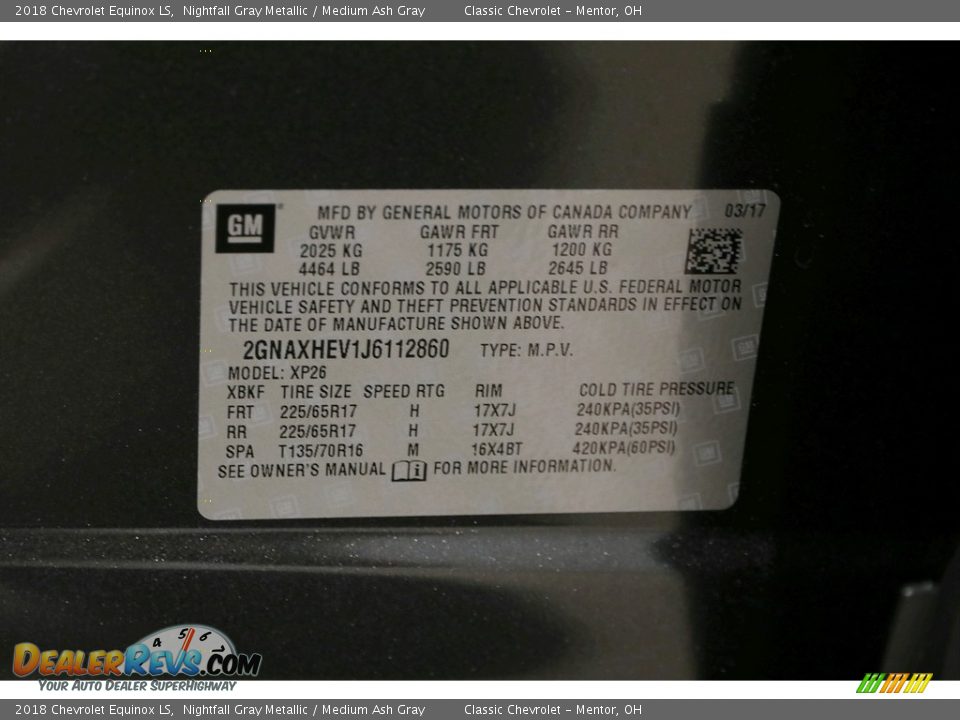 2018 Chevrolet Equinox LS, Nightfall Gray Metallic / Medium Ash Gray Classic Chevrolet - Mentor, OH
GM MFD BY GENERAL MOTORS OF CANADA COMPANY 03/17
GVWR GAWR FRT GAWR RR
2025 KG 1175 KG 1200 KG
4464 LB 2590 LB 2645 LB
THIS VEHICLE CONFORMS TO ALL APPLICABLE U.S. FEDERAL MOTOR
VEHICLE SAFETY AND THEFT PREVENTION STANDARDS IN EFFECT ON
THE DATE OF MANUFACTURE SHOWN ABOVE.
2GNAXHEV1J6112860 TYPE: M.P.V.
MODEL: XP26
XBKF TIRE SIZE SPEED RTG RIM COLD TIRE PRESSURE
FRT 225/65R17 H 17X7J 240KPA(35PSI)
RR 225/65R17 H 17X7J 240KPA(35PSI)
SPA T135/70R16 M 16X4BT 420KPA(60PSI)
SEE OWNER'S MANUAL i FOR MORE INFORMATION.
4 5 6
DEALERREVS.COM
YOUR AUTO DEALER SUPERHIGHWAY
2018 Chevrolet Equinox LS, Nightfall Gray Metallic / Medium Ash Gray Classic Chevrolet - Mentor, OH